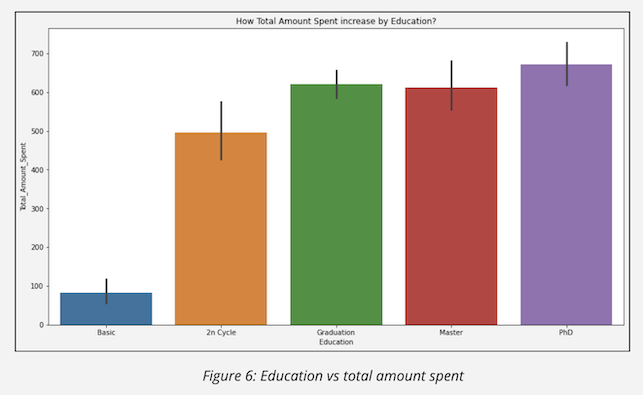 How Total Amount Spent increase by Education?
Total_Amount_Spent
700
600
500
400
300
200
100
0
Basic
2n Cycle
Graduation
Master
PhD
Education
Figure 6: Education vs total amount spent